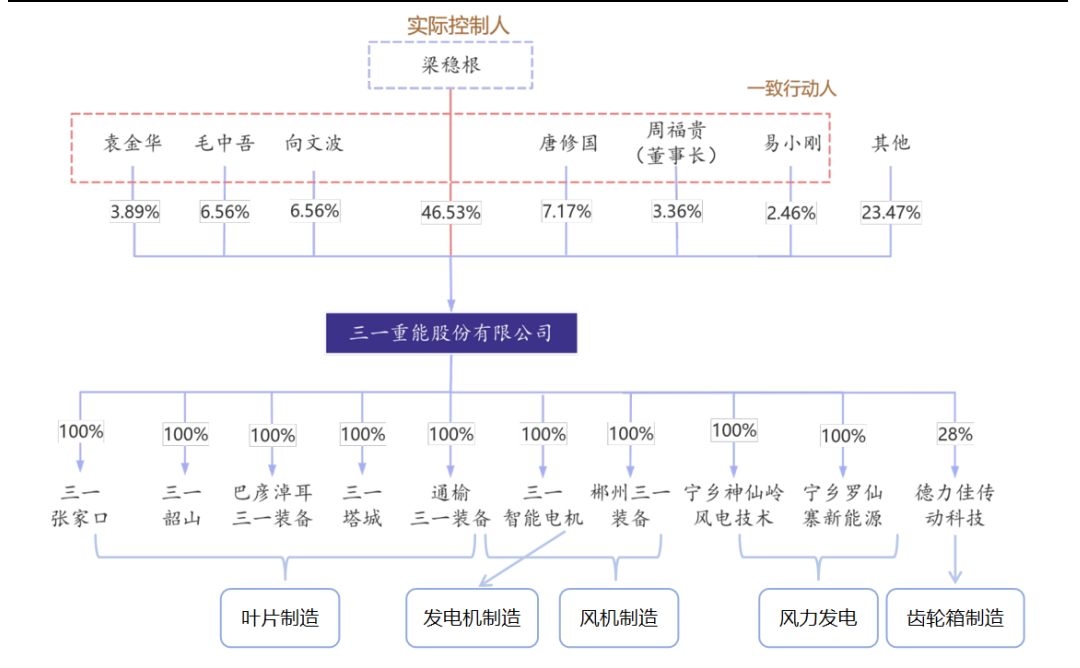 实际控制人
梁稳根
一致行动人
袁金华 毛中吾 向文波 唐修国 周福贵 易小刚 其他
（董事长）
3.89% 6.56% 6.56% 46.53% 7.17% 3.36% 2.46% 23.47%
三一重能股份有限公司
100% 100% 100% 100% 100% 100% 100% 100% 100% 28%
三一 三一 巴彦淖耳 三一 通榆 三一 郴州三一 宁乡神仙岭 宁乡罗仙 德力佳传
张家口 韶山 三一装备 塔城 三一装备 智能电机 装备 风电技术 寨新能源 动科技
叶片制造 发电机制造 风机制造 风力发电 齿轮箱制造